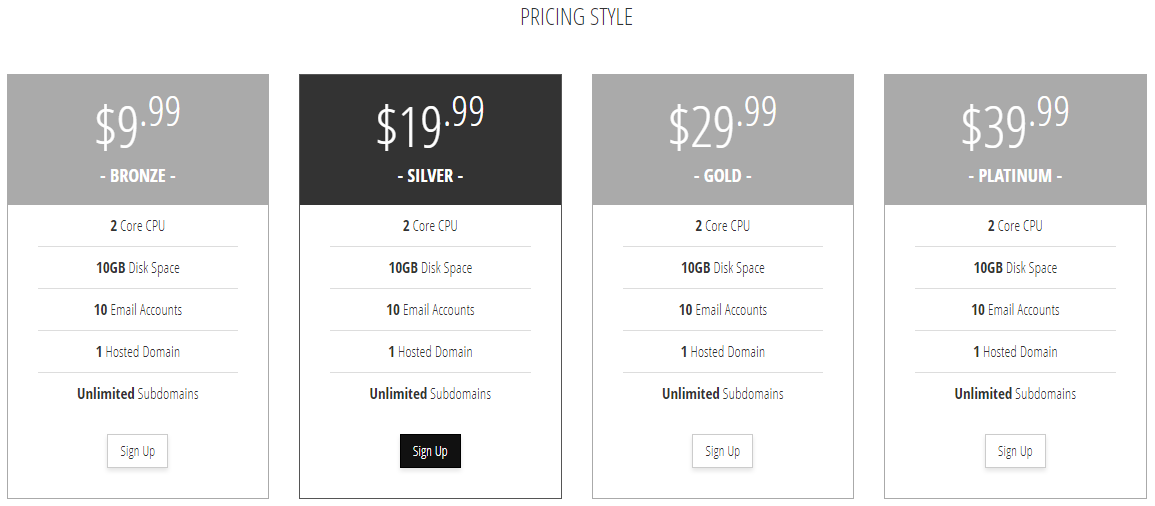 PRICING STYLE
$9.99
- BRONZE -
2 Core CPU
10GB Disk Space
10 Email Accounts
1 Hosted Domain
Unlimited Subdomains
Sign Up
$19.99
- SILVER -
2 Core CPU
10GB Disk Space
10 Email Accounts
1 Hosted Domain
Unlimited Subdomains
Sign Up
$29.99
- GOLD -
2 Core CPU
10GB Disk Space
10 Email Accounts
1 Hosted Domain
Unlimited Subdomains
Sign Up
$39.99
- PLATINUM -
2 Core CPU
10GB Disk Space
10 Email Accounts
1 Hosted Domain
Unlimited Subdomains
Sign Up